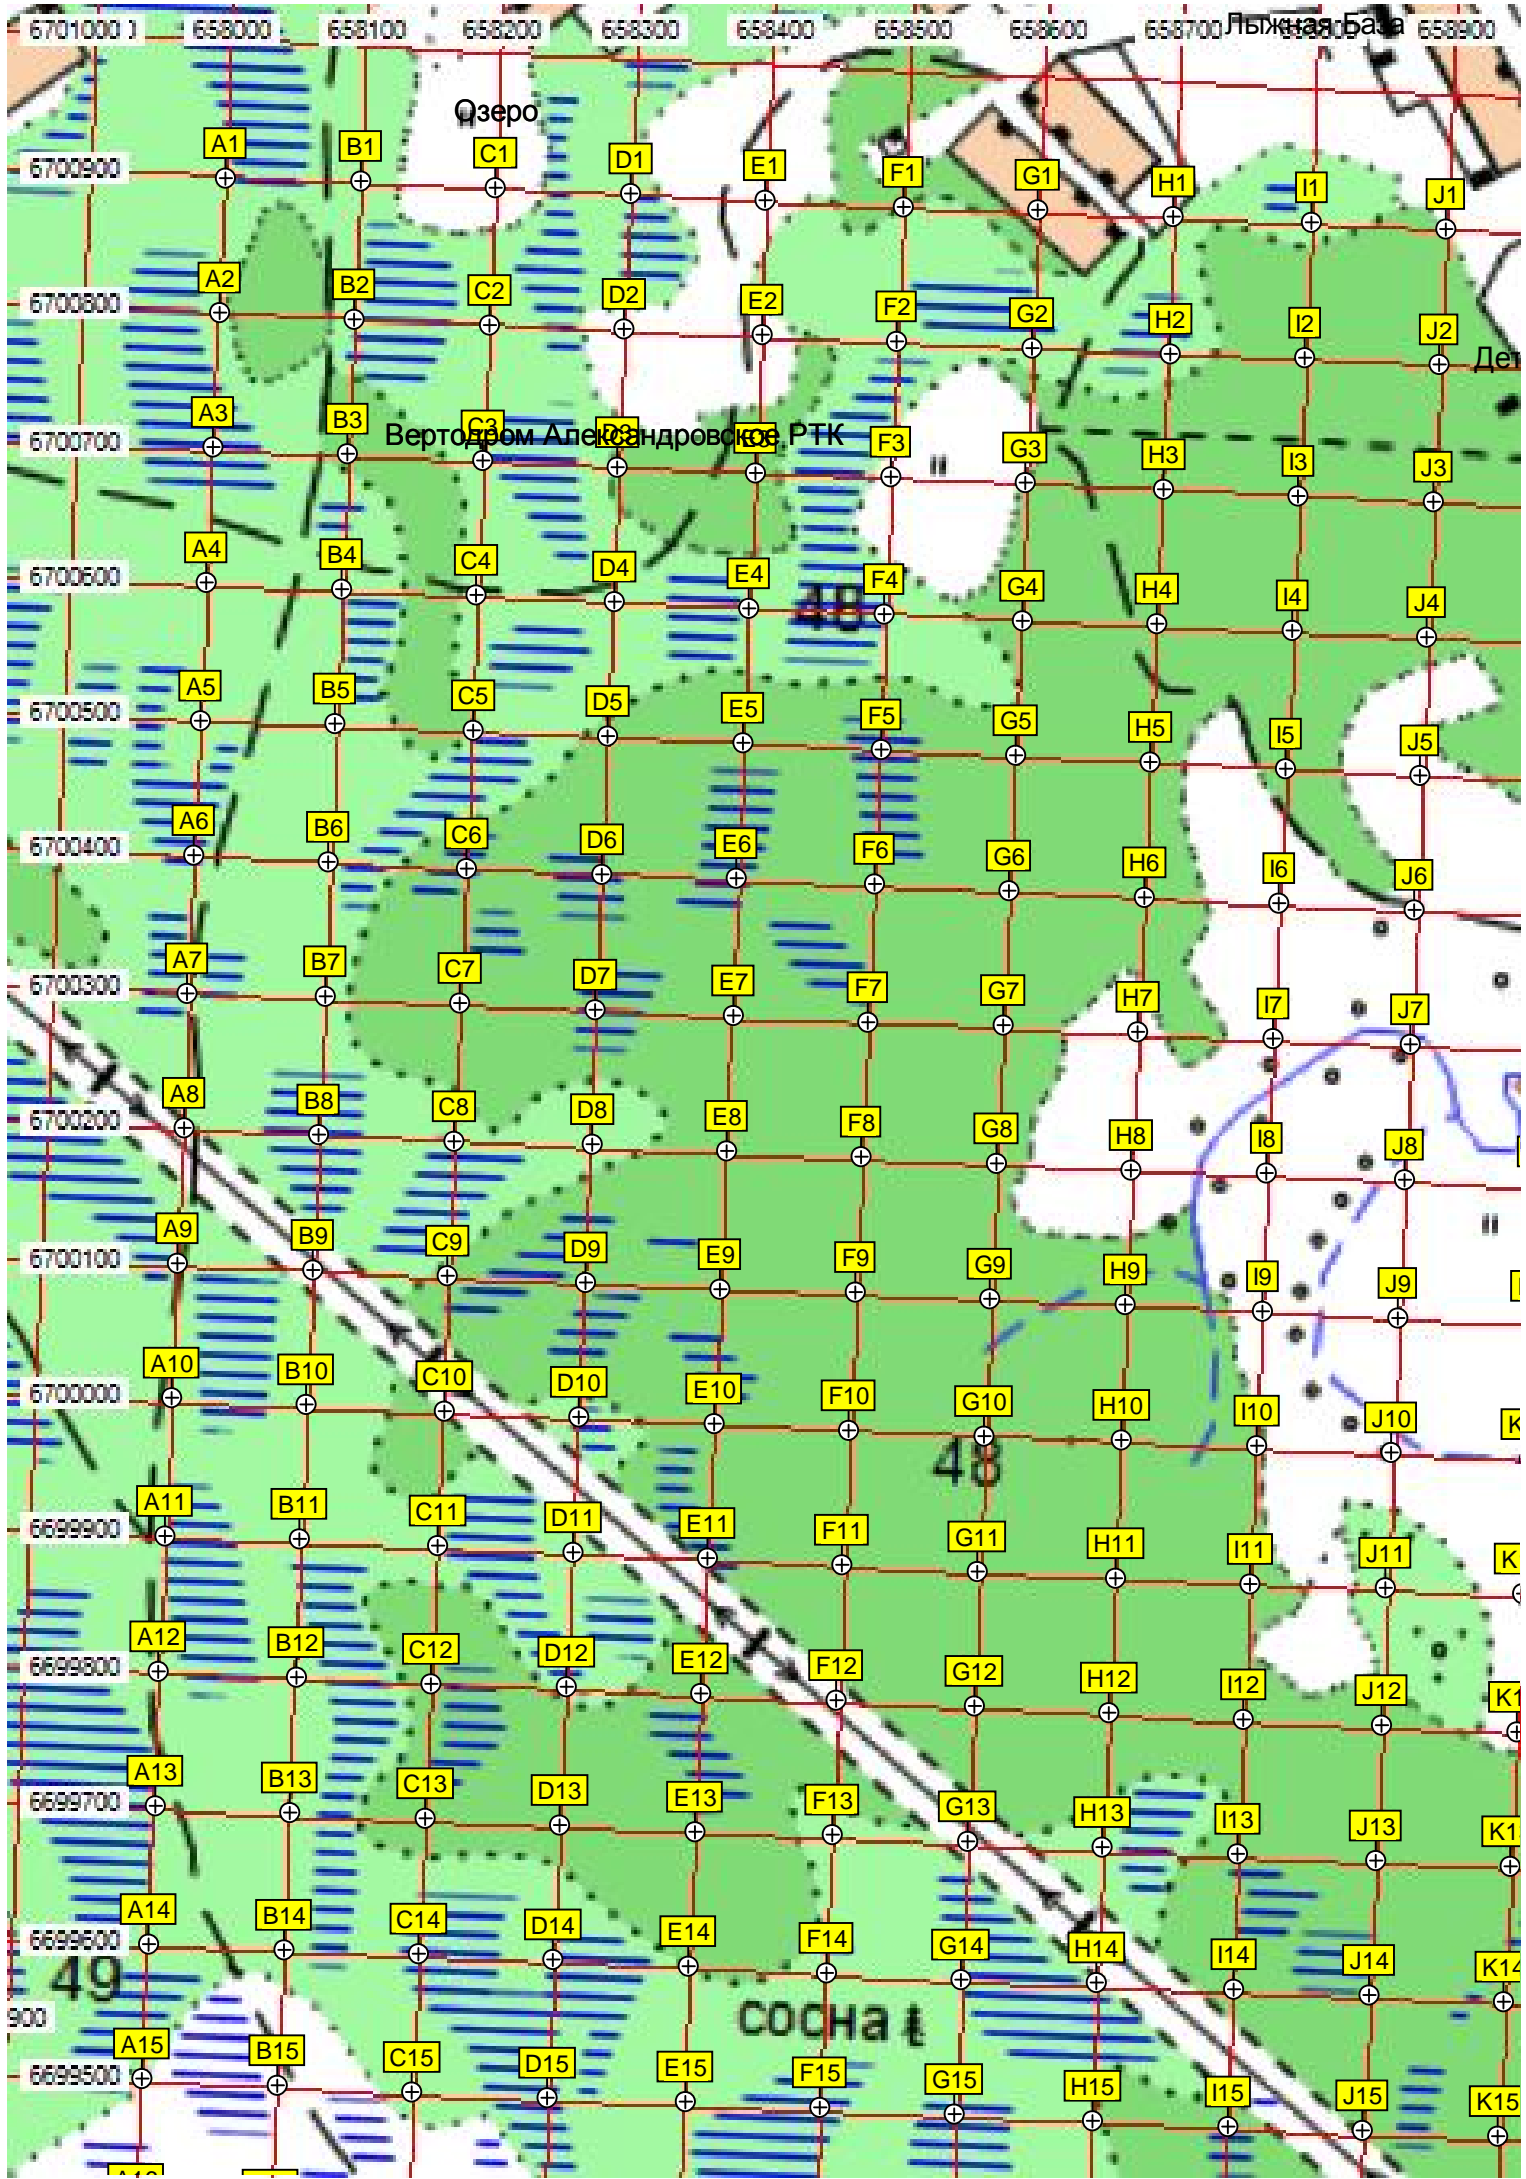 6701000 658000 658100 658200 658300 658400 658500 658600 658700 658900
Лыжная База
Озеро
A1 B1 C1 D1 E1 F1 G1 H1 I1 J1
6700900
A2 B2 C2 D2 E2 F2 G2 H2 I2 J2
6700800
Дет
A3 B3 C3 D3 E3 F3 G3 H3 I3 J3
Вертодром Александровское РТК
6700700
A4 B4 C4 D4 E4 F4 G4 H4 I4 J4
6700600
48
A5 B5 C5 D5 E5 F5 G5 H5 I5 J5
6700500
A6 B6 C6 D6 E6 F6 G6 H6 I6 J6
6700400
A7 B7 C7 D7 E7 F7 G7 H7 I7 J7
6700300
A8 B8 C8 D8 E8 F8 G8 H8 I8 J8
6700200
A9 B9 C9 D9 E9 F9 G9 H9 I9 J9
6700100
A10 B10 C10 D10 E10 F10 G10 H10 I10 J10 K
6700000
48
A11 B11 C11 D11 E11 F11 G11 H11 I11 J11 K
6699900
A12 B12 C12 D12 E12 F12 G12 H12 I12 J12 K1
6699800
A13 B13 C13 D13 E13 F13 G13 H13 I13 J13 K1
6699700
A14 B14 C14 D14 E14 F14 G14 H14 I14 J14 K14
6699600
49
900
сосна
A15 B15 C15 D15 E15 F15 G15 H15 I15 J15 K15
6699500